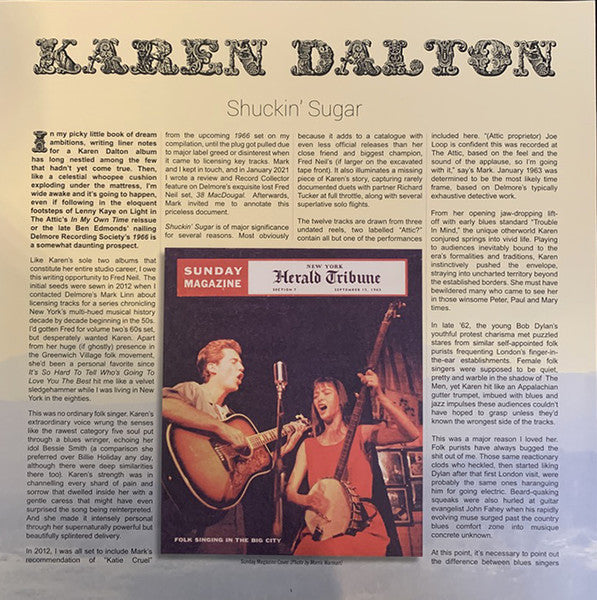 KAREN DALTON
Shuckin' Sugar
In my picky little book of dream
ambitions, writing liner notes
for a Karen Dalton album
has long nestled among the few
that hadn't yet come true. Then,
like a celestial whoopee cushion
exploding under the mattress, I'm
wide awake and it's going to happen,
even if following in the eloquent
footsteps of Lenny Kaye on Light in
The Attic's In My Own Time reissue
or the late Ben Edmonds' nailing
Delmore Recording Society's 1966 is
a somewhat daunting prospect.
Like Karen's sole two albums that
constitute her entire studio career, I owe
this writing opportunity to Fred Neil. The
initial seeds were sewn in 2012 when I
contacted Delmore's Mark Linn about
licensing tracks for a series chronicling
New York's multi-hued musical history
decade by decade beginning in the 50s.
I'd gotten Fred for volume two's 60s set,
but desperately wanted Karen. Apart
from her huge (if ghostly) presence in
the Greenwich Village folk movement,
she'd been a personal favorite since
It's So Hard To Tell Who's Going To
Love You The Best hit me like a velvet
sledgehammer while I was living in New
York in the eighties.
This was no ordinary folk singer. Karen's
extraordinary voice wrung the senses
like the rawest category five soul put
through a blues wringer, echoing her
idol Bessie Smith (a comparison she
preferred over Billie Holiday any day,
although there were deep similarities
there too). Karen's strength was in
channelling every shard of pain and
sorrow that dwelled inside her with a
gentle caress that might have even
surprised the song being reinterpreted.
And she made it intensely personal
through her supernaturally powerful but
beautifully splintered delivery.
In 2012, I was all set to include Mark's
recommendation of "Katie Cruel"
from the upcoming 1966 set on my
compilation, until the plug got pulled due
to major label greed or disinterest when
it came to licensing key tracks. Mark
and I kept in touch, and in January 2021
I wrote a review and Record Collector
feature on Delmore's exquisite lost Fred
Neil set, 38 MacDougal. Afterwards,
Mark invited me to annotate this
priceless document.
Shuckin' Sugar is of major significance
for several reasons. Most obviously
because it adds to a catalogue with
even less official releases than her
close friend and biggest champion,
Fred Neil's (if larger on the excavated
tape front). It also illuminates a missing
piece of Karen's story, capturing rarely
documented duets with partner Richard
Tucker at full throttle, along with several
superlative solo flights.
The twelve tracks are drawn from three
undated reels, two labelled "Attic?"
contain all but one of the performances
SUNDAY
MAGAZINE
NEW YORK
Herald Tribune
SECTION 7
SEPTEMBER 15, 1963
FOLK SINGING IN THE BIG CITY
Sunday Magazine Cover (Photo by Morris Warman)
included here. "(Attic proprietor) Joe
Loop is confident this was recorded at
The Attic, based on the feel and the
sound of the applause, so I'm going
with it," say's Mark. January 1963 was
determined to be the most likely time
frame, based on Delmore's typically
exhaustive detective work.
From her opening jaw-dropping lift-
off with early blues standard "Trouble
In Mind," the unique otherworld Karen
conjured springs into vivid life. Playing
to audiences inevitably bound to the
era's formalities and traditions, Karen
instinctively pushed the envelope,
straying into uncharted territory beyond
the established borders. She must have
bewildered many who came to see her
in those winsome Peter, Paul and Mary
times.
In late '62, the young Bob Dylan's
youthful protest charisma met puzzled
stares from similar self-appointed folk
purists frequenting London's finger-in-
the-ear establishments. Female folk
singers were supposed to be quiet,
pretty and warble in the shadow of The
Men, yet Karen hit like an Appalachian
gutter trumpet, imbued with blues and
jazz impulses these audiences couldn't
have hoped to grasp unless they'd
known the wrongest side of the tracks.
This was a major reason I loved her.
Folk purists have always bugged the
shit out of me. Those same reactionary
clods who heckled, then started liking
Dylan after that first London visit, were
probably the same ones haranguing
him for going electric. Beard-quaking
squeaks were also hurled at guitar
evangelist John Fahey when his rapidly
evolving muse surged past the country
blues comfort zone into musique
concrete unknown.
At this point, it's necessary to point out
the difference between blues singers